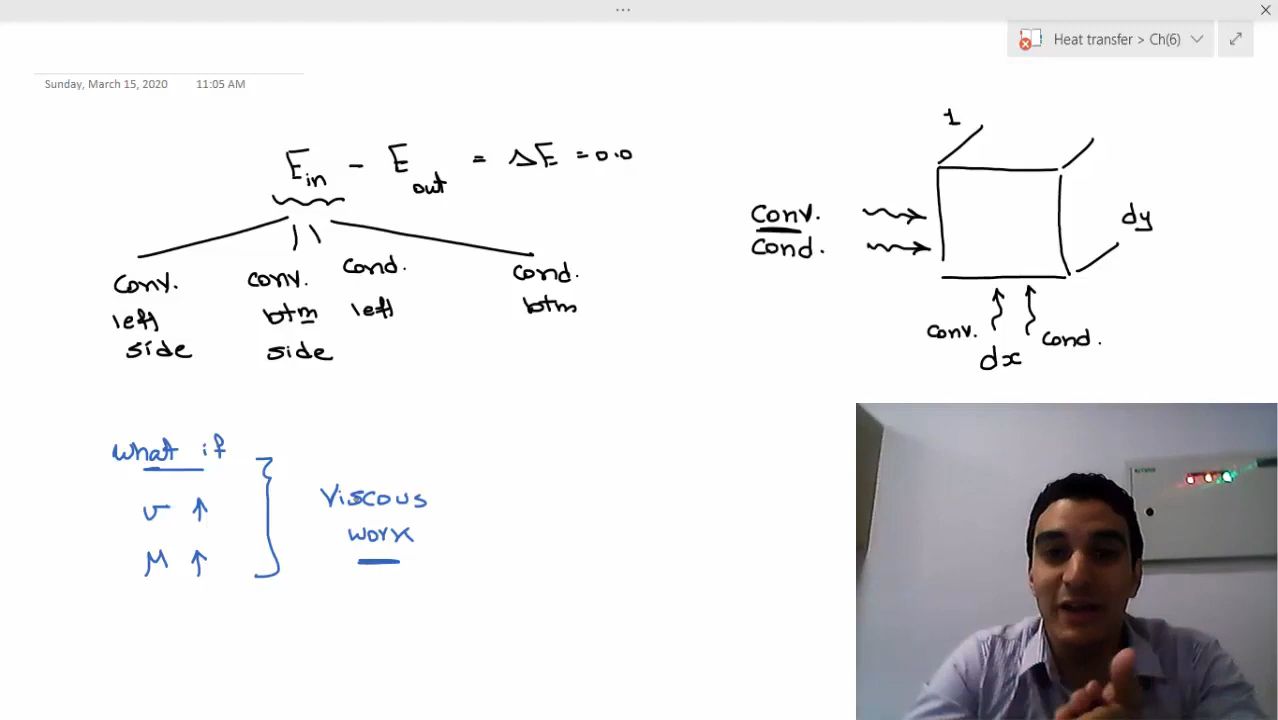 ...
Heat transfer > Ch(6)
Sunday, March 15, 2020 11:05 AM
Ein - Eout = ΔE = 0.0
Conv. left side
Conv. btm side
Cond. left
Cond. btm
1
Conv.
Cond.
dy
Conv.
Cond.
dx
What if
v ↑
μ ↑
Viscous
work